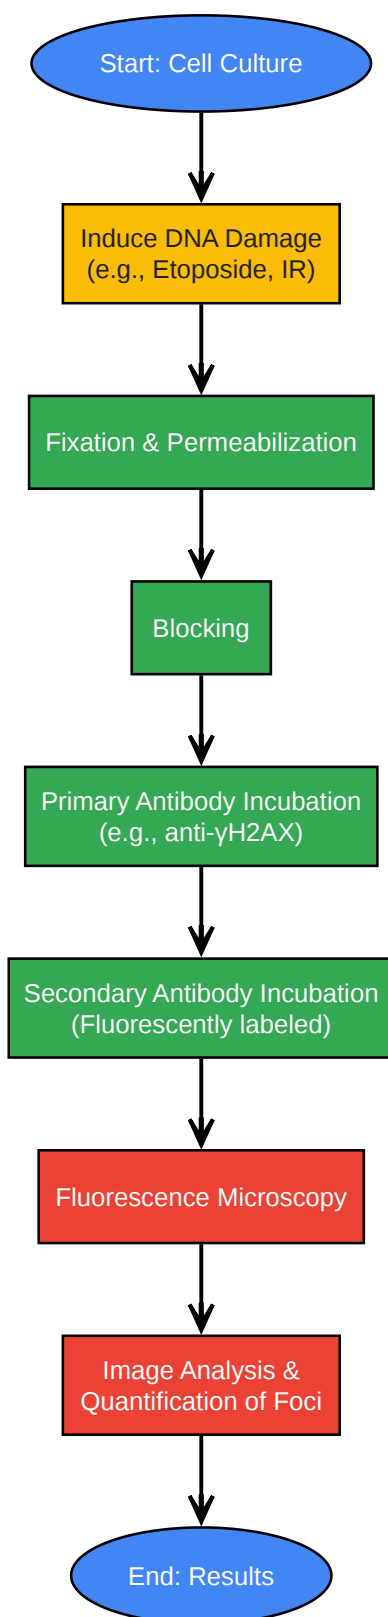 Start: Cell Culture
Induce DNA Damage
(e.g., Etoposide, IR)
Fixation & Permeabilization
Blocking
Primary Antibody Incubation
(e.g., anti-γH2AX)
Secondary Antibody Incubation
(Fluorescently labeled)
Fluorescence Microscopy
Image Analysis &
Quantification of Foci
End: Results